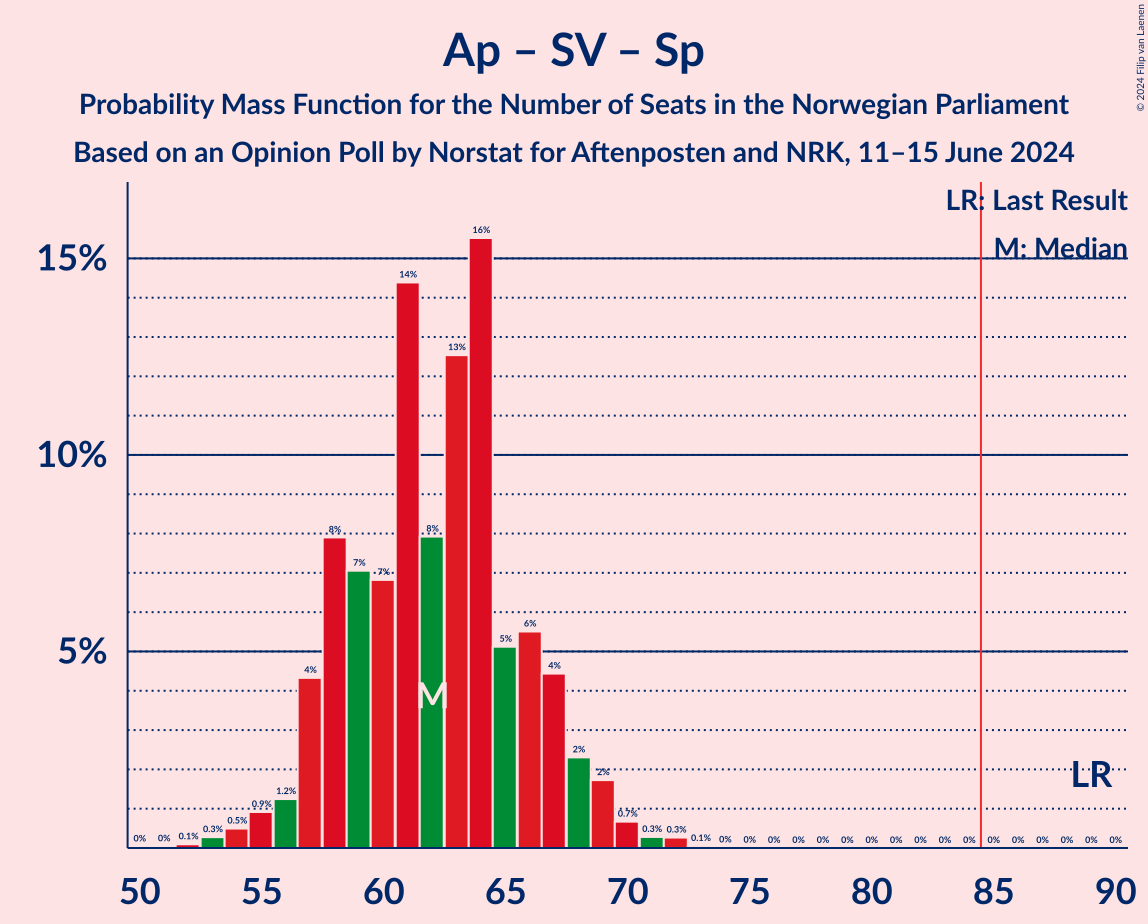 Ap – SV – Sp
Probability Mass Function for the Number of Seats in the Norwegian Parliament
Based on an Opinion Poll by Norstat for Aftenposten and NRK, 11–15 June 2024
© 2024 Filip van Laenen
LR: Last Result
M: Median
15%
10%
5%
0% 0% 0.1% 0.3% 0.5% 0.9% 1.2% 4% 8% 7% 7% 14% 8% 13% 16% 5% 6% 4% 2% 2% 0.7% 0.3% 0.3% 0.1% 0% 0% 0% 0% 0% 0% 0% 0% 0% 0% 0% 0% 0% 0% 0% 0% 0%
M
LR
50 55 60 65 70 75 80 85 90